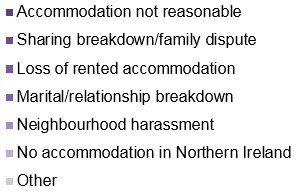 Accommodation not reasonable
Sharing breakdown/family dispute
Loss of rented accommodation
Marital/relationship breakdown
Neighbourhood harassment
No accommodation in Northern Ireland
Other